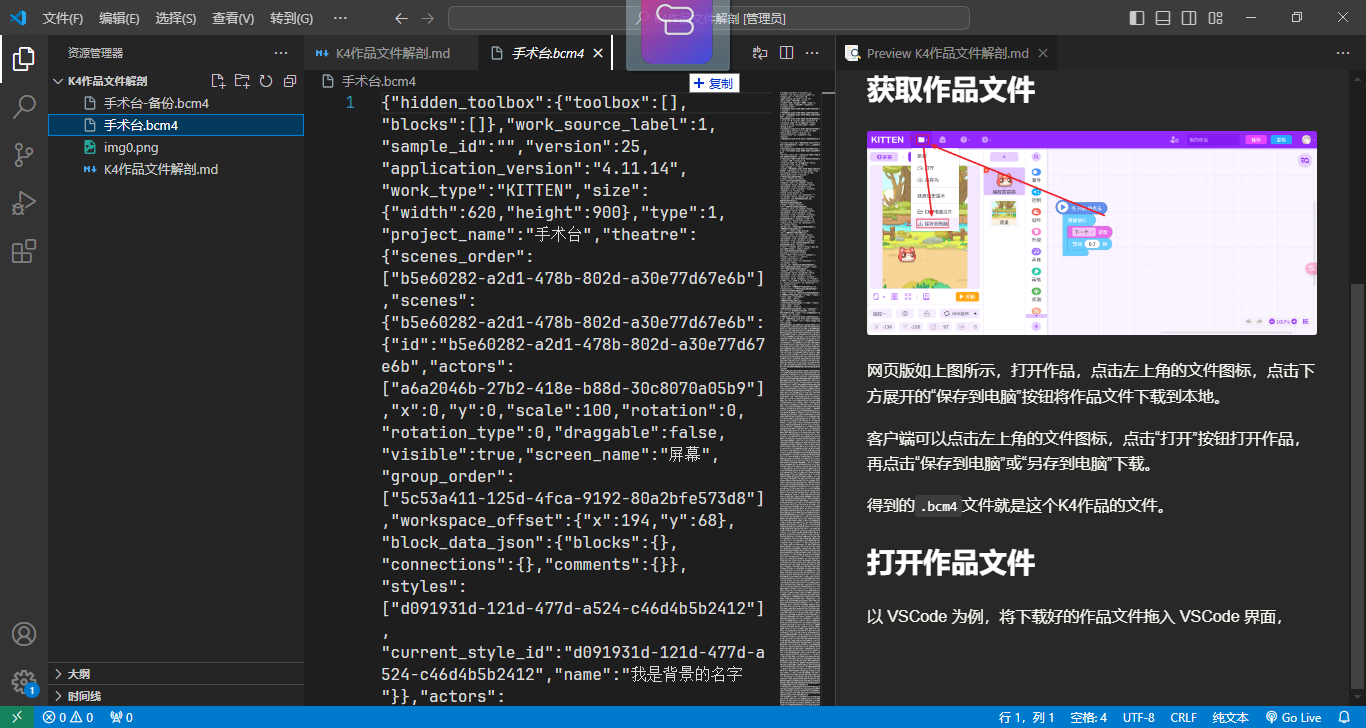 文件(F) 编辑(E) 选择(S) 查看(V) 转到(G) ···
文件解剖 [管理员]
资源管理器
K4作品文件解剖
手术台-备份.bcm4
手术台.bcm4
img0.png
K4作品文件解剖.md
大纲
时间线
K4作品文件解剖.md
手术台.bcm4
+ 复制
手术台.bcm4
1
{"hidden_toolbox":{"toolbox":[],
"blocks":[]},"work_source_label":1,
"sample_id":"","version":25,
"application_version":"4.11.14",
"work_type":"KITTEN","size":
{"width":620,"height":900},"type":1,
"project_name":"手术台","theatre":
{"scenes_order":
["b5e60282-a2d1-478b-802d-a30e77d67e6b"]
,"scenes":
{"b5e60282-a2d1-478b-802d-a30e77d67e6b":
{"id":"b5e60282-a2d1-478b-802d-a30e77d67
e6b","actors":
["a6a2046b-27b2-418e-b88d-30c8070a05b9"]
,"x":0,"y":0,"scale":100,"rotation":0,
"rotation_type":0,"draggable":false,
"visible":true,"screen_name":"屏幕",
"group_order":
["5c53a411-125d-4fca-9192-80a2bfe573d8"]
,"workspace_offset":{"x":194,"y":68},
"block_data_json":{"blocks":{},
"connections":{},"comments":{}},
"styles":
["d091931d-121d-477d-a524-c46d4b5b2412"]
,
"current_style_id":"d091931d-121d-477d-a
524-c46d4b5b2412","name":"我是背景的名字
"}},"actors":
Preview K4作品文件解剖.md
获取作品文件
KITTEN
网页版如上图所示，打开作品，点击左上角的文件图标，点击下
方展开的“保存到电脑”按钮将作品文件下载到本地。
客户端可以点击左上角的文件图标，点击“打开”按钮打开作品，
再点击“保存到电脑”或“另存到电脑”下载。
得到的 .bcm4 文件就是这个K4作品的文件。
打开作品文件
以 VSCode 为例，将下载好的作品文件拖入 VSCode 界面，
1
0 0 0
行 1，列 1 空格: 4 UTF-8 CRLF 纯文本 Go Live